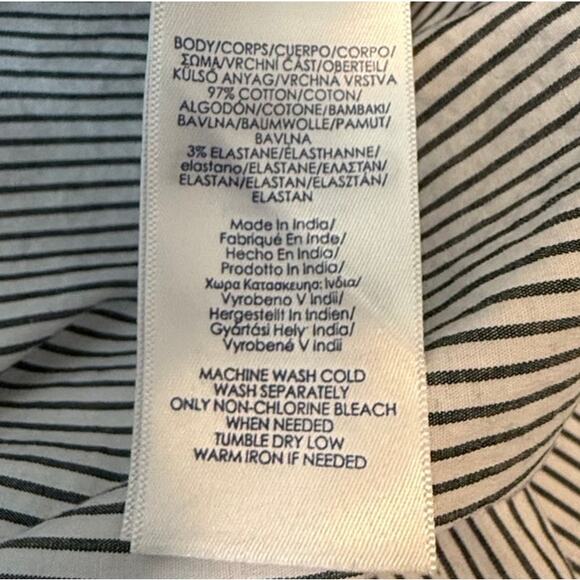 BODY/CORPS/CUERPO/CORPO/
ΣΩΜΑ/VRCHNÍ ČÁST/OBERTEIL/
KÜLSŐ ANYAG/VRCHNA VRSTVA
97% COTTON/COTON/
ALGODÓN/COTONE/BAMBAKI/
BAVLNA/BAUMWOLLE/PAMUT/
BAVLNA
3% ELASTANE/ÉLASTHANNE/
elastano/ELASTANE/ΕΛΑΣΤΑΝ/
ELASTAN/ELASTAN/ELASZTÁN/
ELASTAN
Made In India/
Fabriqué En Inde/
Hecho En India/
Prodotto In India/
Χωρα Κατασκευης: Ινδια/
Vyrobeno V Indii/
Hergestellt In Indien/
Gyártási Hely: India/
Vyrobené V Indii
MACHINE WASH COLD
WASH SEPARATELY
ONLY NON-CHLORINE BLEACH
WHEN NEEDED
TUMBLE DRY LOW
WARM IRON IF NEEDED